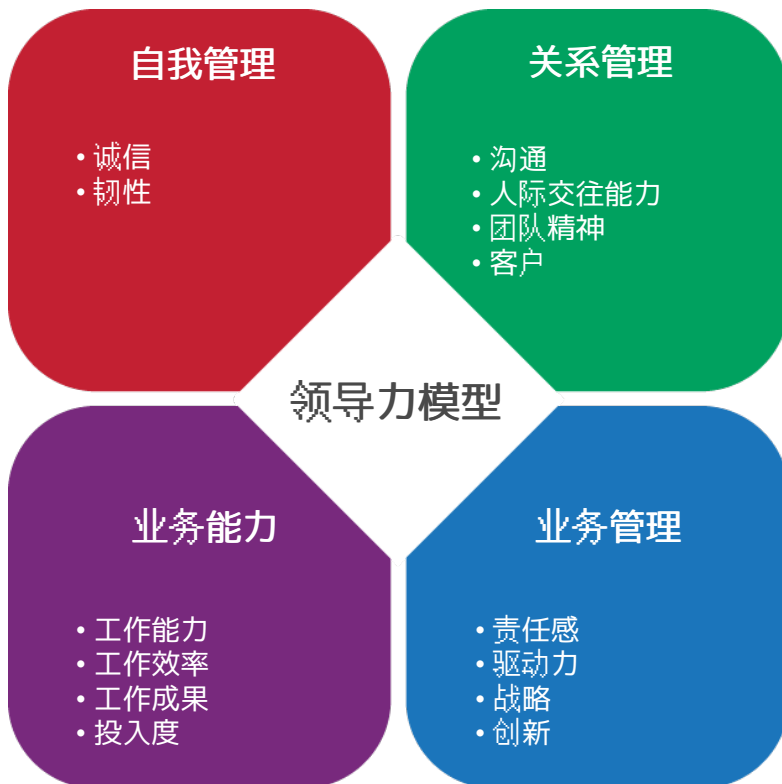 自我管理
• 诚信
• 韧性
关系管理
• 沟通
• 人际交往能力
• 团队精神
• 客户
领导力模型
业务能力
• 工作能力
• 工作效率
• 工作成果
• 投入度
业务管理
• 责任感
• 驱动力
• 战略
• 创新